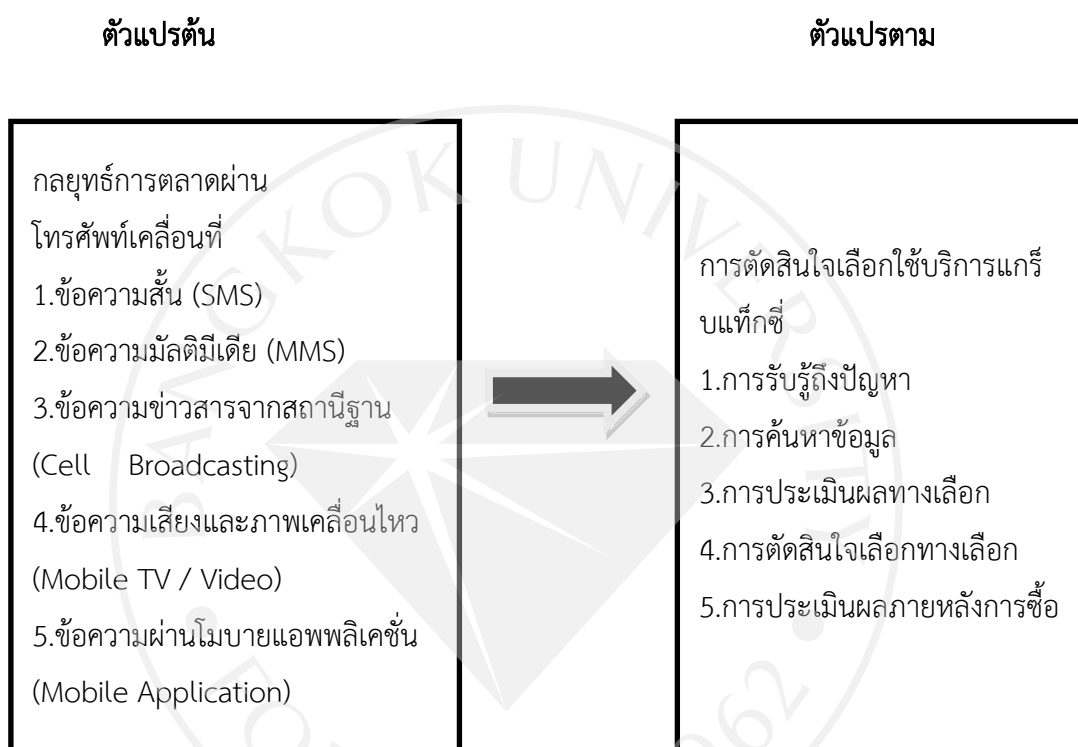 ตัวแปรต้น
ตัวแปรตาม
กลยุทธ์การตลาดผ่าน
โทรศัพท์เคลื่อนที่
1.ข้อความสั้น (SMS)
2.ข้อความมัลติมีเดีย (MMS)
3.ข้อความข่าวสารจากสถานีฐาน
(Cell Broadcasting)
4.ข้อความเสียงและภาพเคลื่อนไหว
(Mobile TV / Video)
5.ข้อความผ่านโมบายแอพพลิเคชั่น
(Mobile Application)
การตัดสินใจเลือกใช้บริการแกร็
บแท็กซี่
1.การรับรู้ถึงปัญหา
2.การค้นหาข้อมูล
3.การประเมินผลทางเลือก
4.การตัดสินใจเลือกทางเลือก
5.การประเมินผลภายหลังการซื้อ
BANGKOK UNIVERSITY